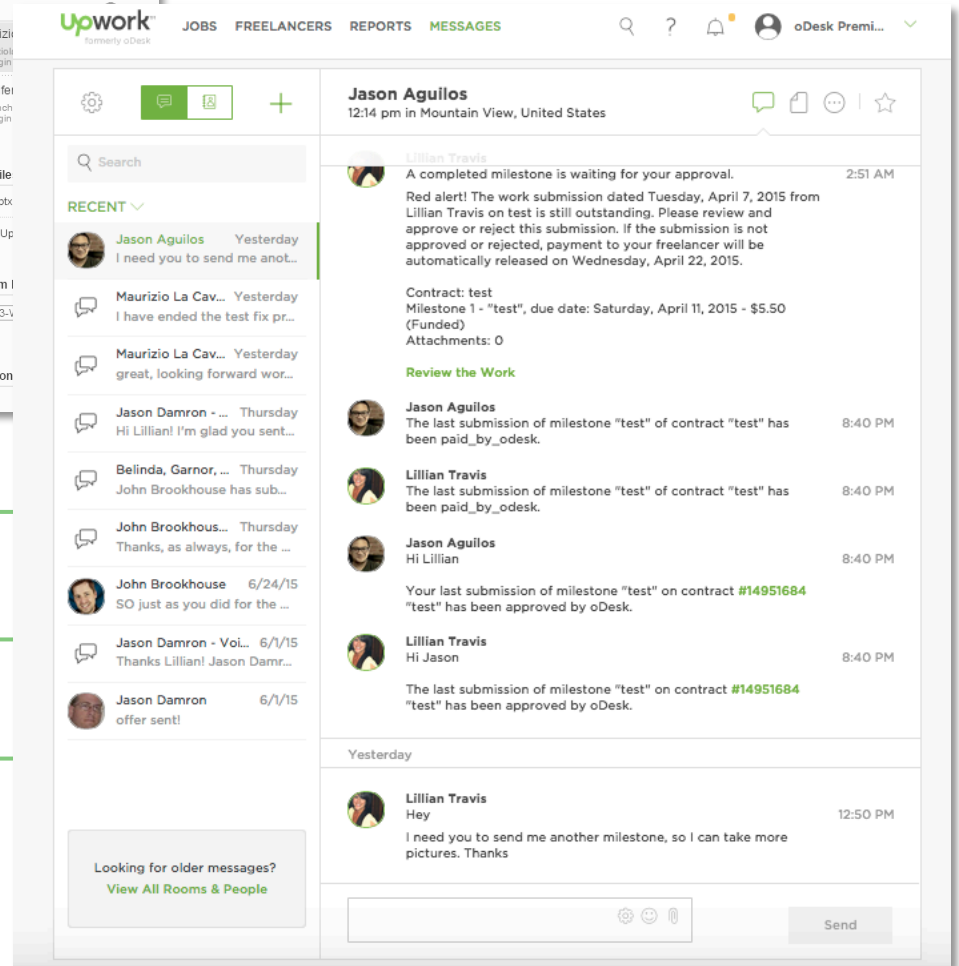 Upwork
formerly oDesk
JOBS FREELANCERS REPORTS MESSAGES
? oDesk Premi...
Jason Aguilos
12:14 pm in Mountain View, United States
Search
RECENT
Jason Aguilos Yesterday
I need you to send me anot...
Maurizio La Cav... Yesterday
I have ended the test fix pr...
Maurizio La Cav... Yesterday
great, looking forward wor...
Jason Damron - ... Thursday
Hi Lillian! I'm glad you sent...
Belinda, Garnor, ... Thursday
John Brookhouse has sub...
John Brookhous... Thursday
Thanks, as always, for the ...
John Brookhouse 6/24/15
SO just as you did for the ...
Jason Damron - Voi... 6/1/15
Thanks Lillian! Jason Damr...
Jason Damron 6/1/15
offer sent!
Looking for older messages?
View All Rooms & People
Lillian Travis
A completed milestone is waiting for your approval. 2:51 AM
Red alert! The work submission dated Tuesday, April 7, 2015 from
Lillian Travis on test is still outstanding. Please review and
approve or reject this submission. If the submission is not
approved or rejected, payment to your freelancer will be
automatically released on Wednesday, April 22, 2015.
Contract: test
Milestone 1 - "test", due date: Saturday, April 11, 2015 - $5.50
(Funded)
Attachments: 0
Review the Work
Jason Aguilos
The last submission of milestone "test" of contract "test" has 8:40 PM
been paid_by_odesk.
Lillian Travis
The last submission of milestone "test" of contract "test" has 8:40 PM
been paid_by_odesk.
Jason Aguilos
Hi Lillian 8:40 PM
Your last submission of milestone "test" on contract #14951684
"test" has been approved by oDesk.
Lillian Travis
Hi Jason 8:40 PM
The last submission of milestone "test" on contract #14951684
"test" has been approved by oDesk.
Yesterday
Lillian Travis
Hey 12:50 PM
I need you to send me another milestone, so I can take more
pictures. Thanks
Send